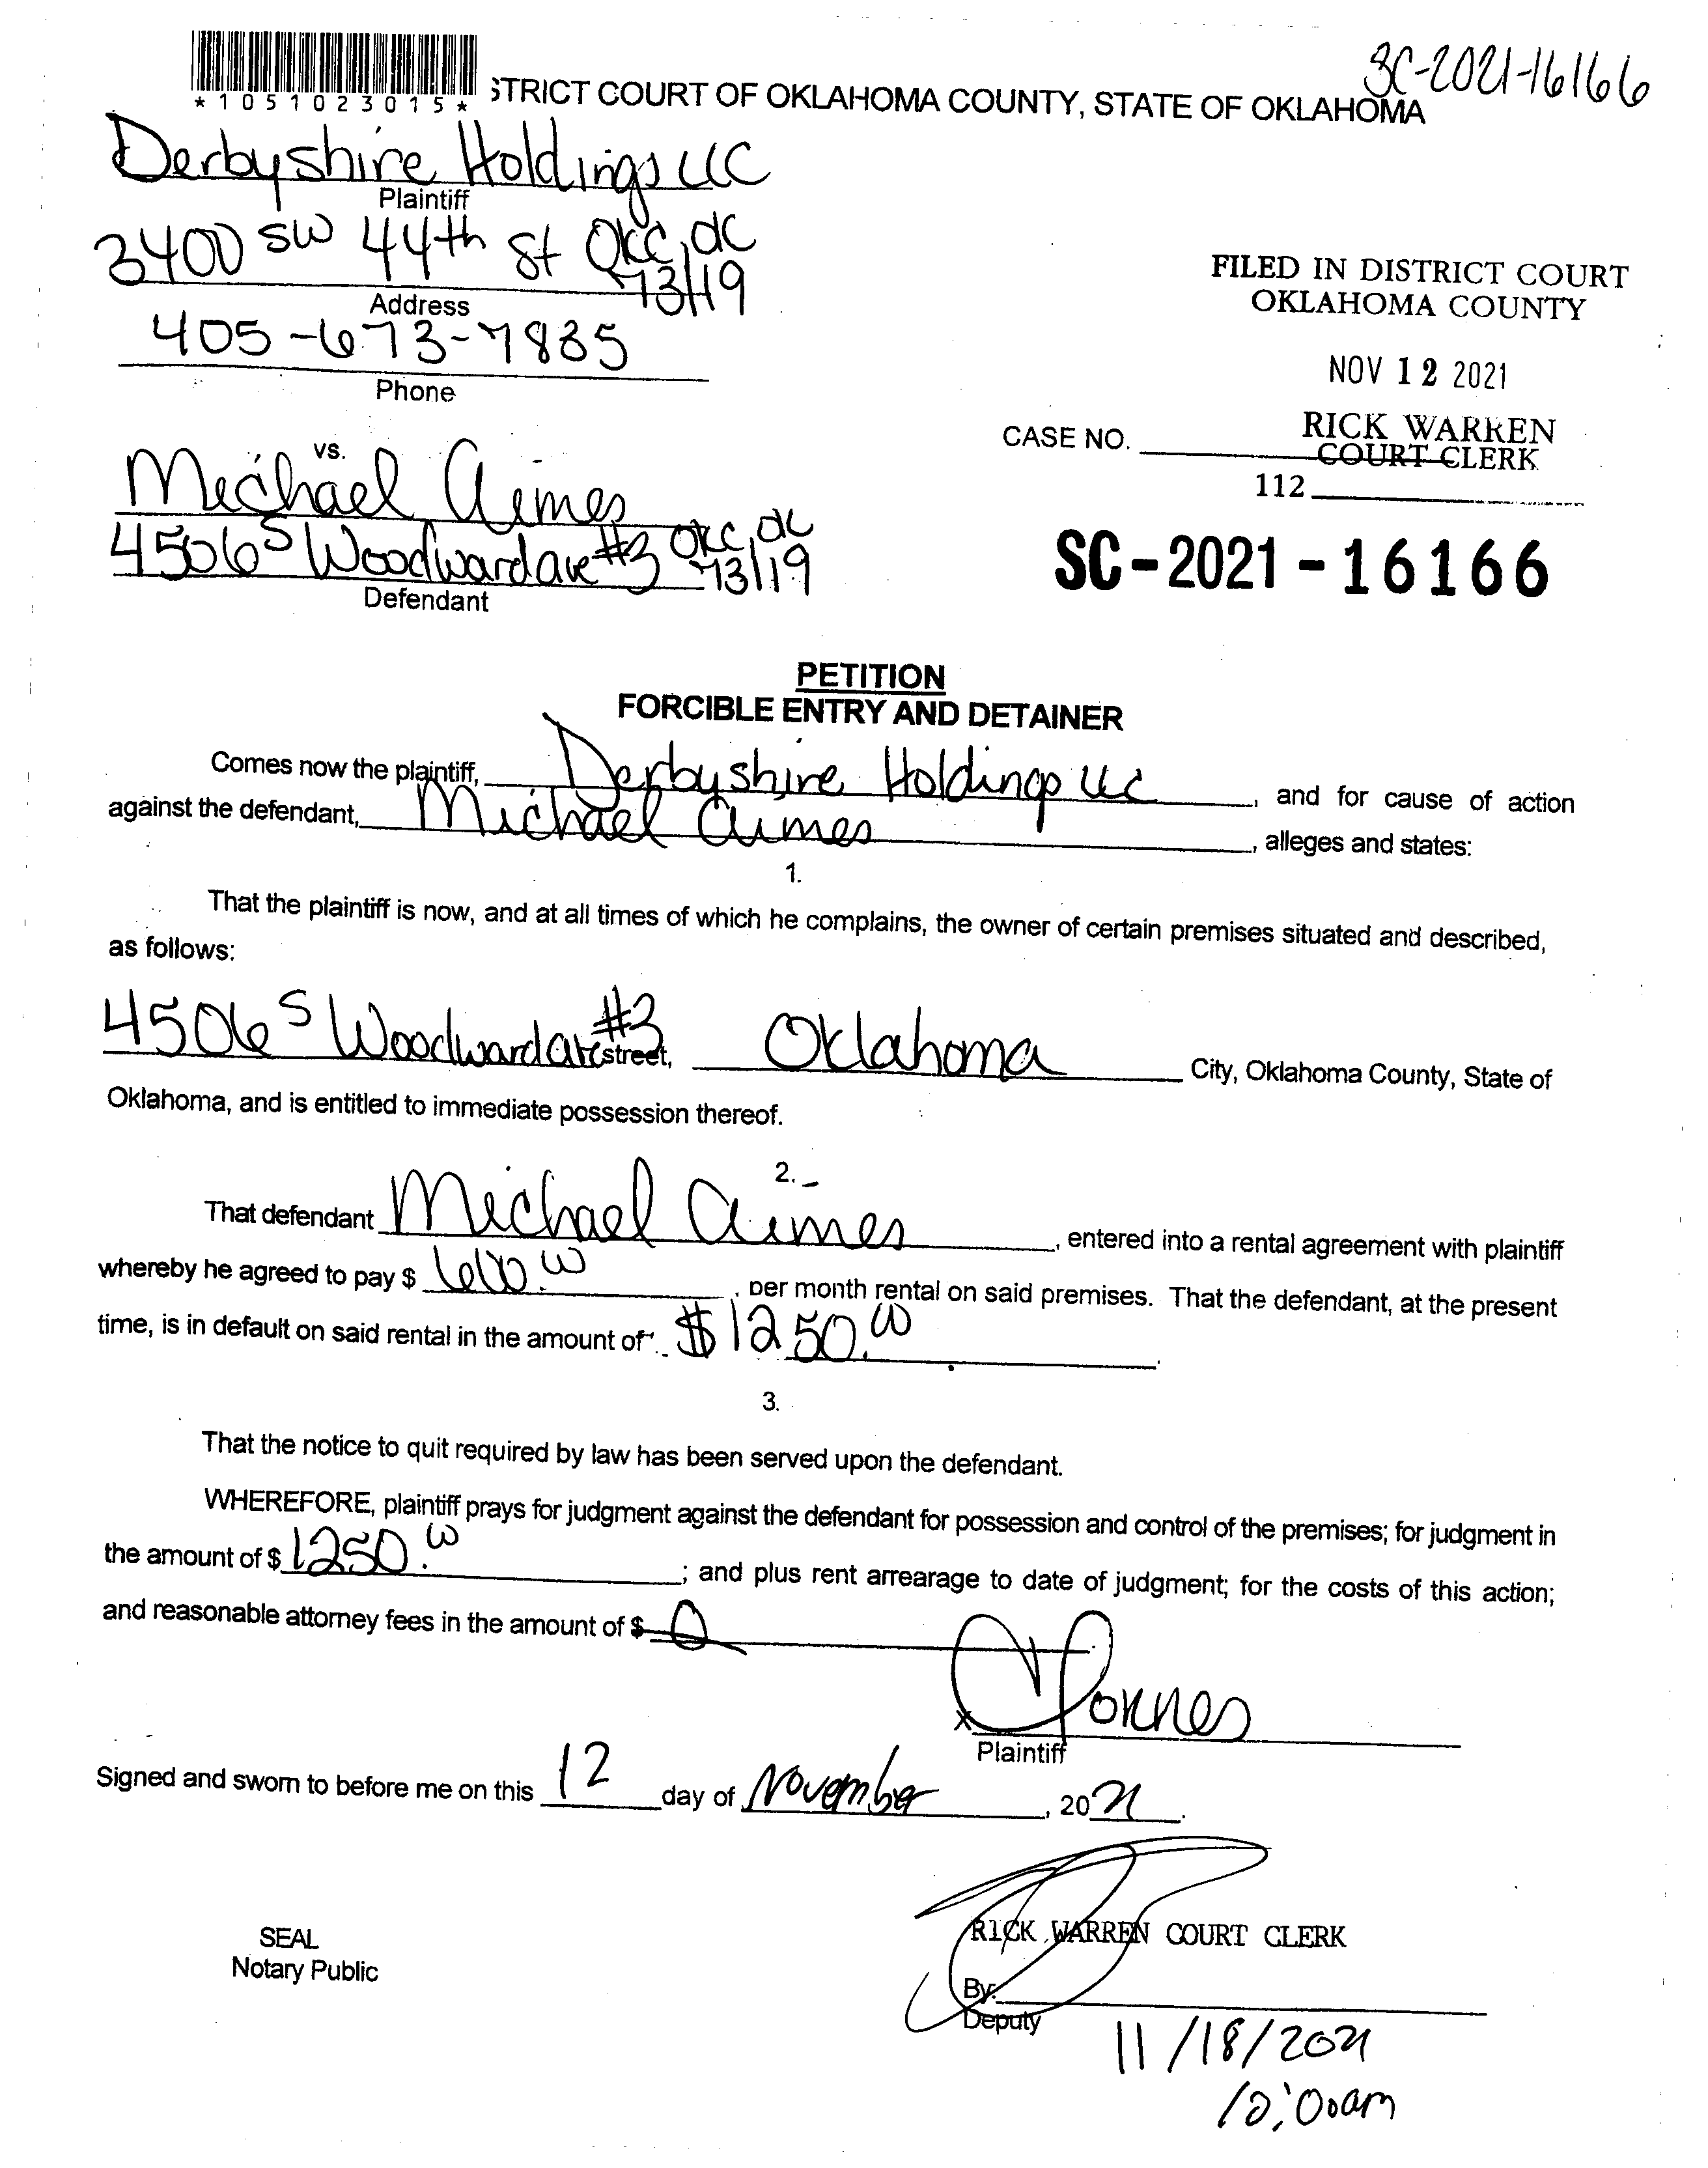 SC-2021-16166
*1051023015* STRICT COURT OF OKLAHOMA COUNTY, STATE OF OKLAHOMA
Derbyshire Holdings LLC
Plaintiff
3400 SW 44th St OKC, OK
73119
Address
405-673-7835
Phone
FILED IN DISTRICT COURT
OKLAHOMA COUNTY
NOV 12 2021
RICK WARREN
COURT CLERK
CASE NO.
112
SC-2021-16166
vs.
Michael Aimes
4506 S Woodward ave #3 OKC, OK
73119
Defendant
PETITION
FORCIBLE ENTRY AND DETAINER
Comes now the plaintiff, Derbyshire Holdings LLC, and for cause of action
against the defendant, Michael Aimes, alleges and states:
1.
That the plaintiff is now, and at all times of which he complains, the owner of certain premises situated and described,
as follows:
4506 S Woodward ave #3 street, Oklahoma City, Oklahoma County, State of
Oklahoma, and is entitled to immediate possession thereof.
2.
That defendant Michael Aimes, entered into a rental agreement with plaintiff
whereby he agreed to pay $ 600.00, per month rental on said premises. That the defendant, at the present
time, is in default on said rental in the amount of $1250.00.
3.
That the notice to quit required by law has been served upon the defendant.
WHEREFORE, plaintiff prays for judgment against the defendant for possession and control of the premises; for judgment in
the amount of $ 1250.00; and plus rent arrearage to date of judgment; for the costs of this action;
and reasonable attorney fees in the amount of $ 0.
x
Plaintiff
Signed and sworn to before me on this 12 day of November, 2021.
RICK WARREN COURT CLERK
SEAL
Notary Public
By:
Deputy
11/18/2021
10:00am